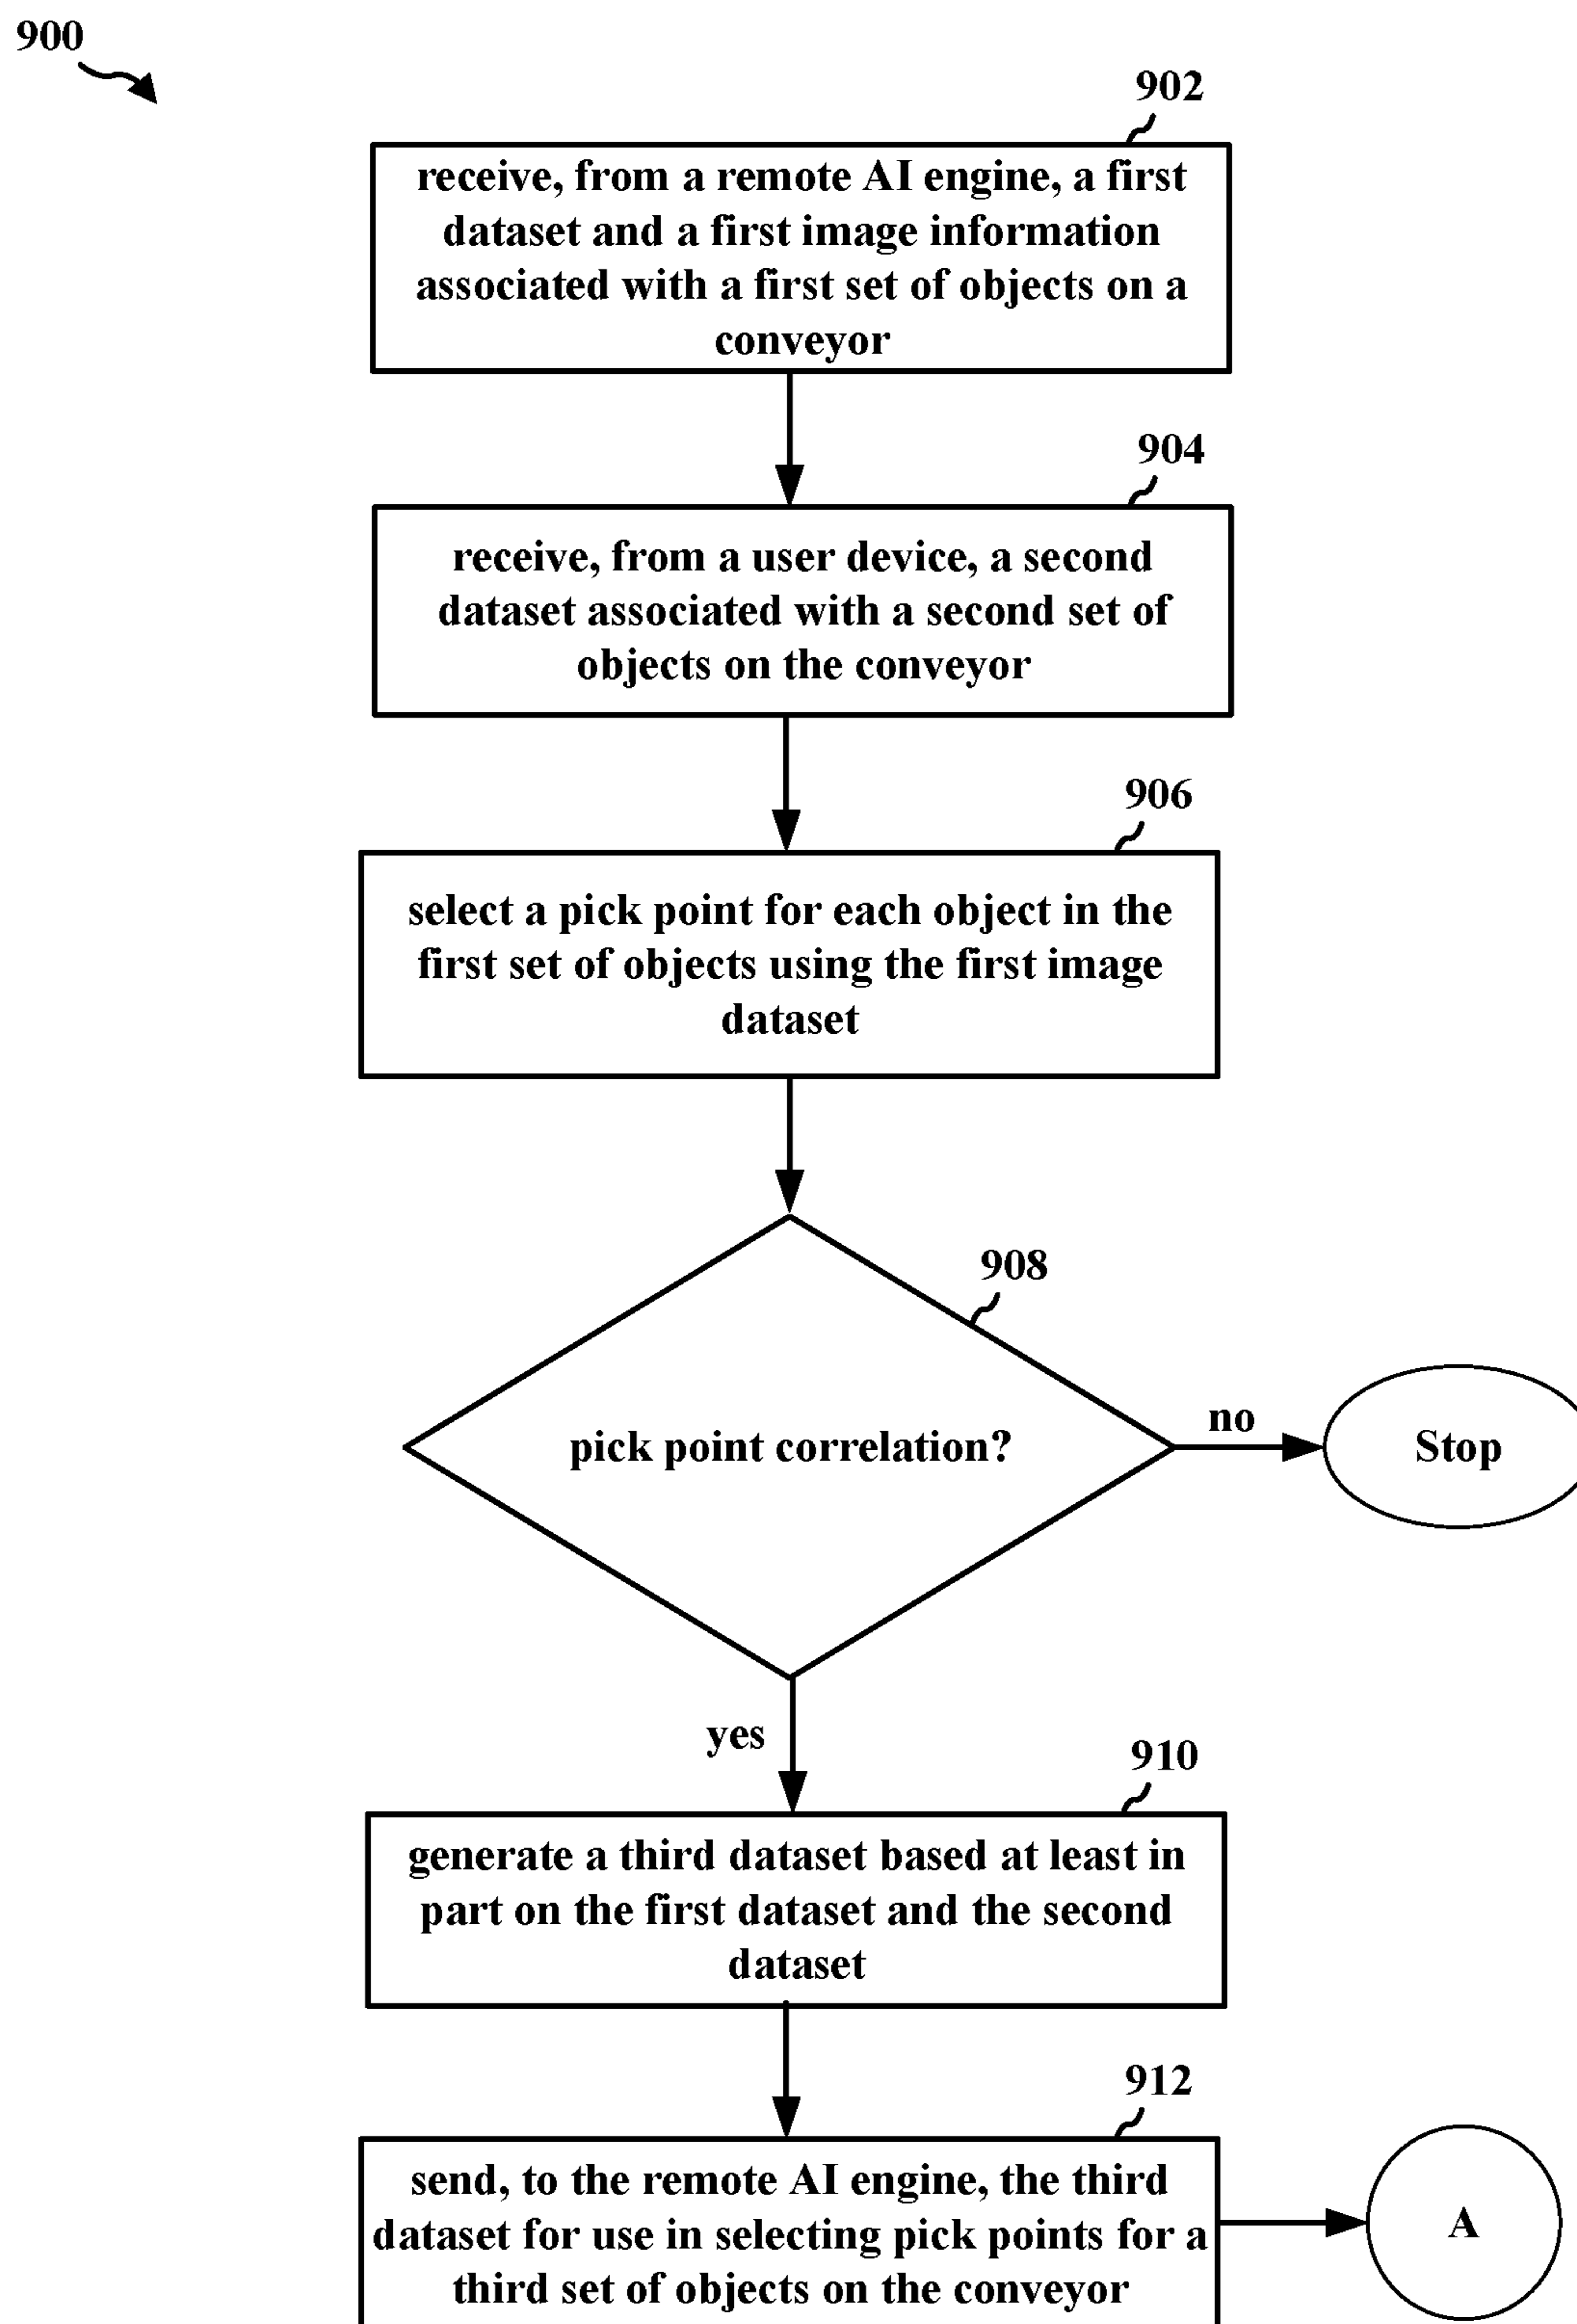 900
902
receive, from a remote AI engine, a first
dataset and a first image information
associated with a first set of objects on a
conveyor
904
receive, from a user device, a second
dataset associated with a second set of
objects on the conveyor
906
select a pick point for each object in the
first set of objects using the first image
dataset
908
pick point correlation?
no
Stop
yes
910
generate a third dataset based at least in
part on the first dataset and the second
dataset
912
send, to the remote AI engine, the third
dataset for use in selecting pick points for a
third set of objects on the conveyor
A